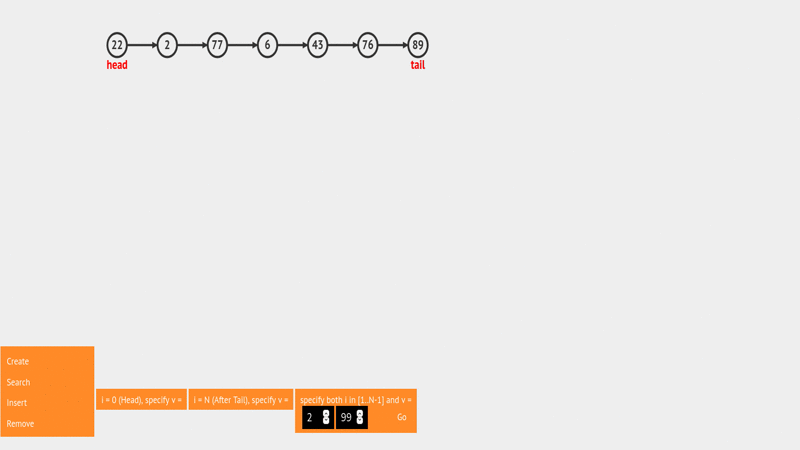 22 2 77 6 43 76 89
head tail
Create
Search
Insert
Remove
i = 0 (Head), specify v = i = N (After Tail), specify v = specify both i in [1..N-1] and v =
2 99 Go